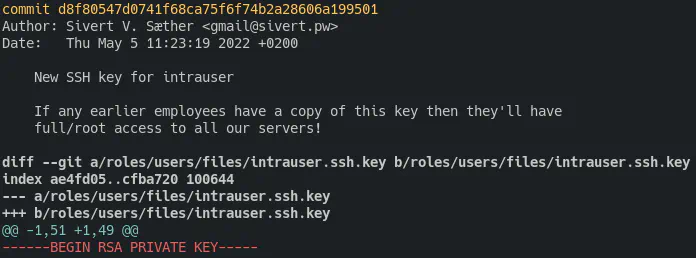 commit d8f80547d0741f68ca75f6f74b2a28606a199501
Author: Sivert V. Sæther <gmail@sivert.pw>
Date:   Thu May 5 11:23:19 2022 +0200
New SSH key for intrauser
If any earlier employees have a copy of this key then they'll have
full/root access to all our servers!
diff --git a/roles/users/files/intrauser.ssh.key b/roles/users/files/intrauser.ssh.key
index ae4fd05..cfba720 100644
--- a/roles/users/files/intrauser.ssh.key
+++ b/roles/users/files/intrauser.ssh.key
@@ -1,51 +1,49 @@
------BEGIN RSA PRIVATE KEY-----